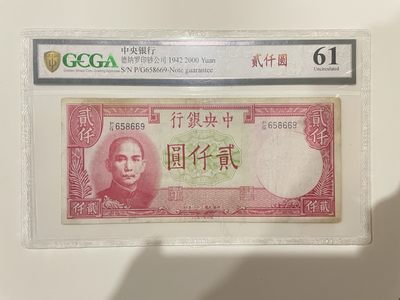 GCGA
中央银行
德纳罗印钞公司 1942 2000 Yuan
S/N P/G658669-Note guarantee
贰仟圆
61
Uncirculated
行銀央中
P/G 658669
P/G 658669
貳仟
圓仟貳
貳仟
仟貳
仟貳